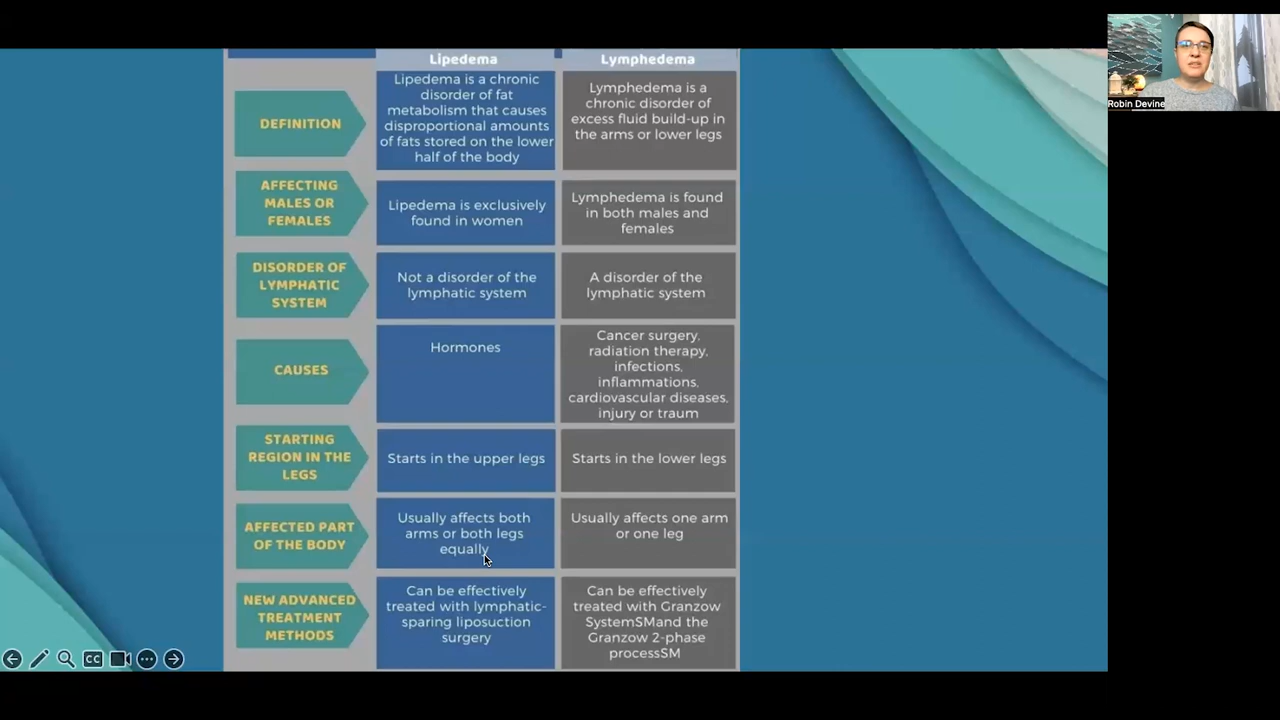 Lipedema
Lymphedema
DEFINITION
Lipedema is a chronic
disorder of fat
metabolism that causes
disproportional amounts
of fats stored on the lower
half of the body
Lymphedema is a
chronic disorder of
excess fluid build-up in
the arms or lower legs
AFFECTING
MALES OR
FEMALES
Lipedema is exclusively
found in women
Lymphedema is found
in both males and
females
DISORDER OF
LYMPHATIC
SYSTEM
Not a disorder of the
lymphatic system
A disorder of the
lymphatic system
CAUSES
Hormones
Cancer surgery,
radiation therapy,
infections,
inflammations,
cardiovascular diseases,
injury or traum
STARTING
REGION IN THE
LEGS
Starts in the upper legs
Starts in the lower legs
AFFECTED PART
OF THE BODY
Usually affects both
arms or both legs
equally
Usually affects one arm
or one leg
NEW ADVANCED
TREATMENT
METHODS
Can be effectively
treated with lymphatic-
sparing liposuction
surgery
Can be effectively
treated with Granzow
SystemSMand the
Granzow 2-phase
processSM
CC
Robin Devine